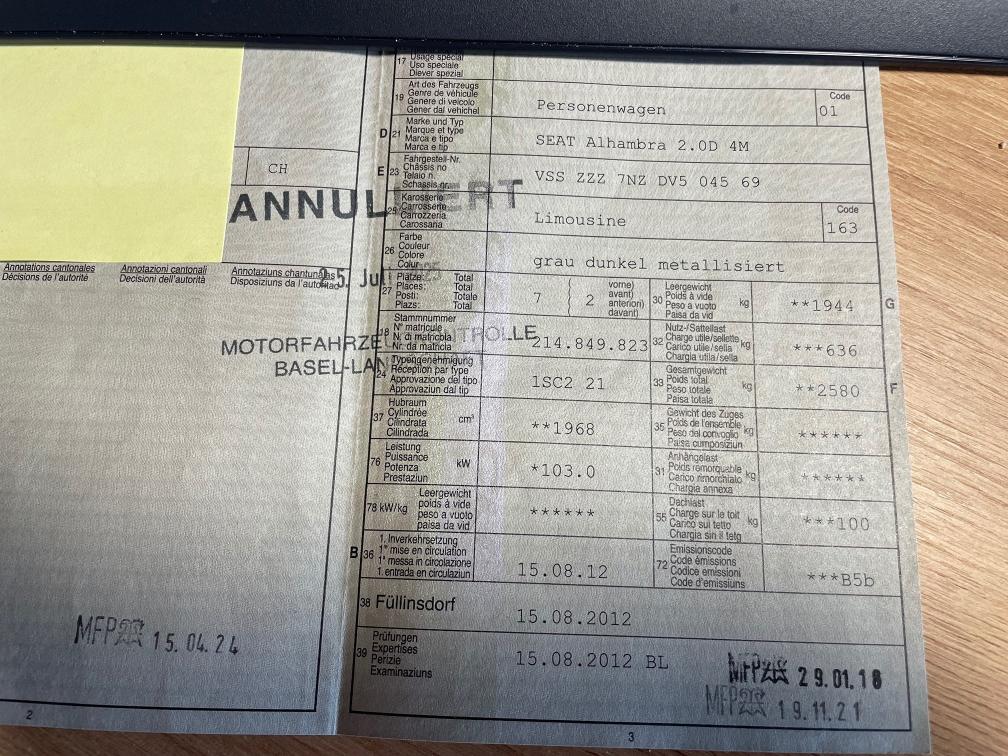 CH
ANNULLIERT
Annotations cantonales
Décisions de l'autorité
Annotazioni cantonali
Decisioni dell'autorità
Annotaziuns chantunalas
Disposiziuns da l'autoritad
MOTORFAHRZEUGKONTROLLE
MFP 15.04.24
2
17
Usage spécial
Uso speciale
Diever spezial
19
Art des Fahrzeugs
Genre de véhicule
Genere di veicolo
Gener dal vehichel
Personenwagen
Code
01
D 21
Marke und Typ
Marque et type
Marca e tipo
Marca e tip
SEAT Alhambra 2.0D 4M
E 23
Fahrgestell-Nr.
Châssis no
Telaio n.
Schassis nr.
VSS ZZZ 7NZ DV5 045 69
25
Karosserie
Carrosserie
Carrozzeria
Carossaria
Limousine
Code
163
26
Farbe
Couleur
Colore
Colur
grau dunkel metallisiert
27
Plätze: Total
Places: Total
Posti: Totale
Plazs: Total
7
2
vorne)
avant)
anteriori)
davant)
30
Leergewicht
Poids à vide
Peso a vuoto
Paisa da vid
kg
**1944
G
18
Stammnummer
N° matricule
N. di matricola
Nr. da matricla
214.849.823
32
Nutz-/Sattellast
Charge utile/sellette
Carico utile/sella
Chargia utila/sella
kg
***636
24
Typengenehmigung
Réception par type
Approvazione del tipo
Approvaziun dal tip
1SC2 21
33
Gesamtgewicht
Poids total
Peso totale
Paisa totala
kg
**2580
F
37
Hubraum
Cylindrée
Cilindrata
Cilindrada
cm³
**1968
35
Gewicht des Zuges
Poids de l'ensemble
Peso del convoglio
Paisa cumposiziun
kg
******
76
Leistung
Puissance
Potenza
Prestaziun
kW
*103.0
31
Anhängelast
Poids remorquable
Carico rimorchiato
Chargia annexa
kg
******
78 kW/kg
Leergewicht
poids à vide
peso a vuoto
paisa da vid
******
55
Dachlast
Charge sur le toit
Carico sul tetto
Chargia sin il tetg
kg
***100
B 36
1. Inverkehrsetzung
1re mise en circulation
1a messa in circolazione
1. entrada en circulaziun
15.08.12
72
Emissionscode
Code émissions
Codice emissioni
Code d'emissiuns
***B5b
38 Füllinsdorf
15.08.2012
39
Prüfungen
Expertises
Perizie
Examinaziuns
15.08.2012 BL
MFP 29.01.18
MFP 19.11.21
3